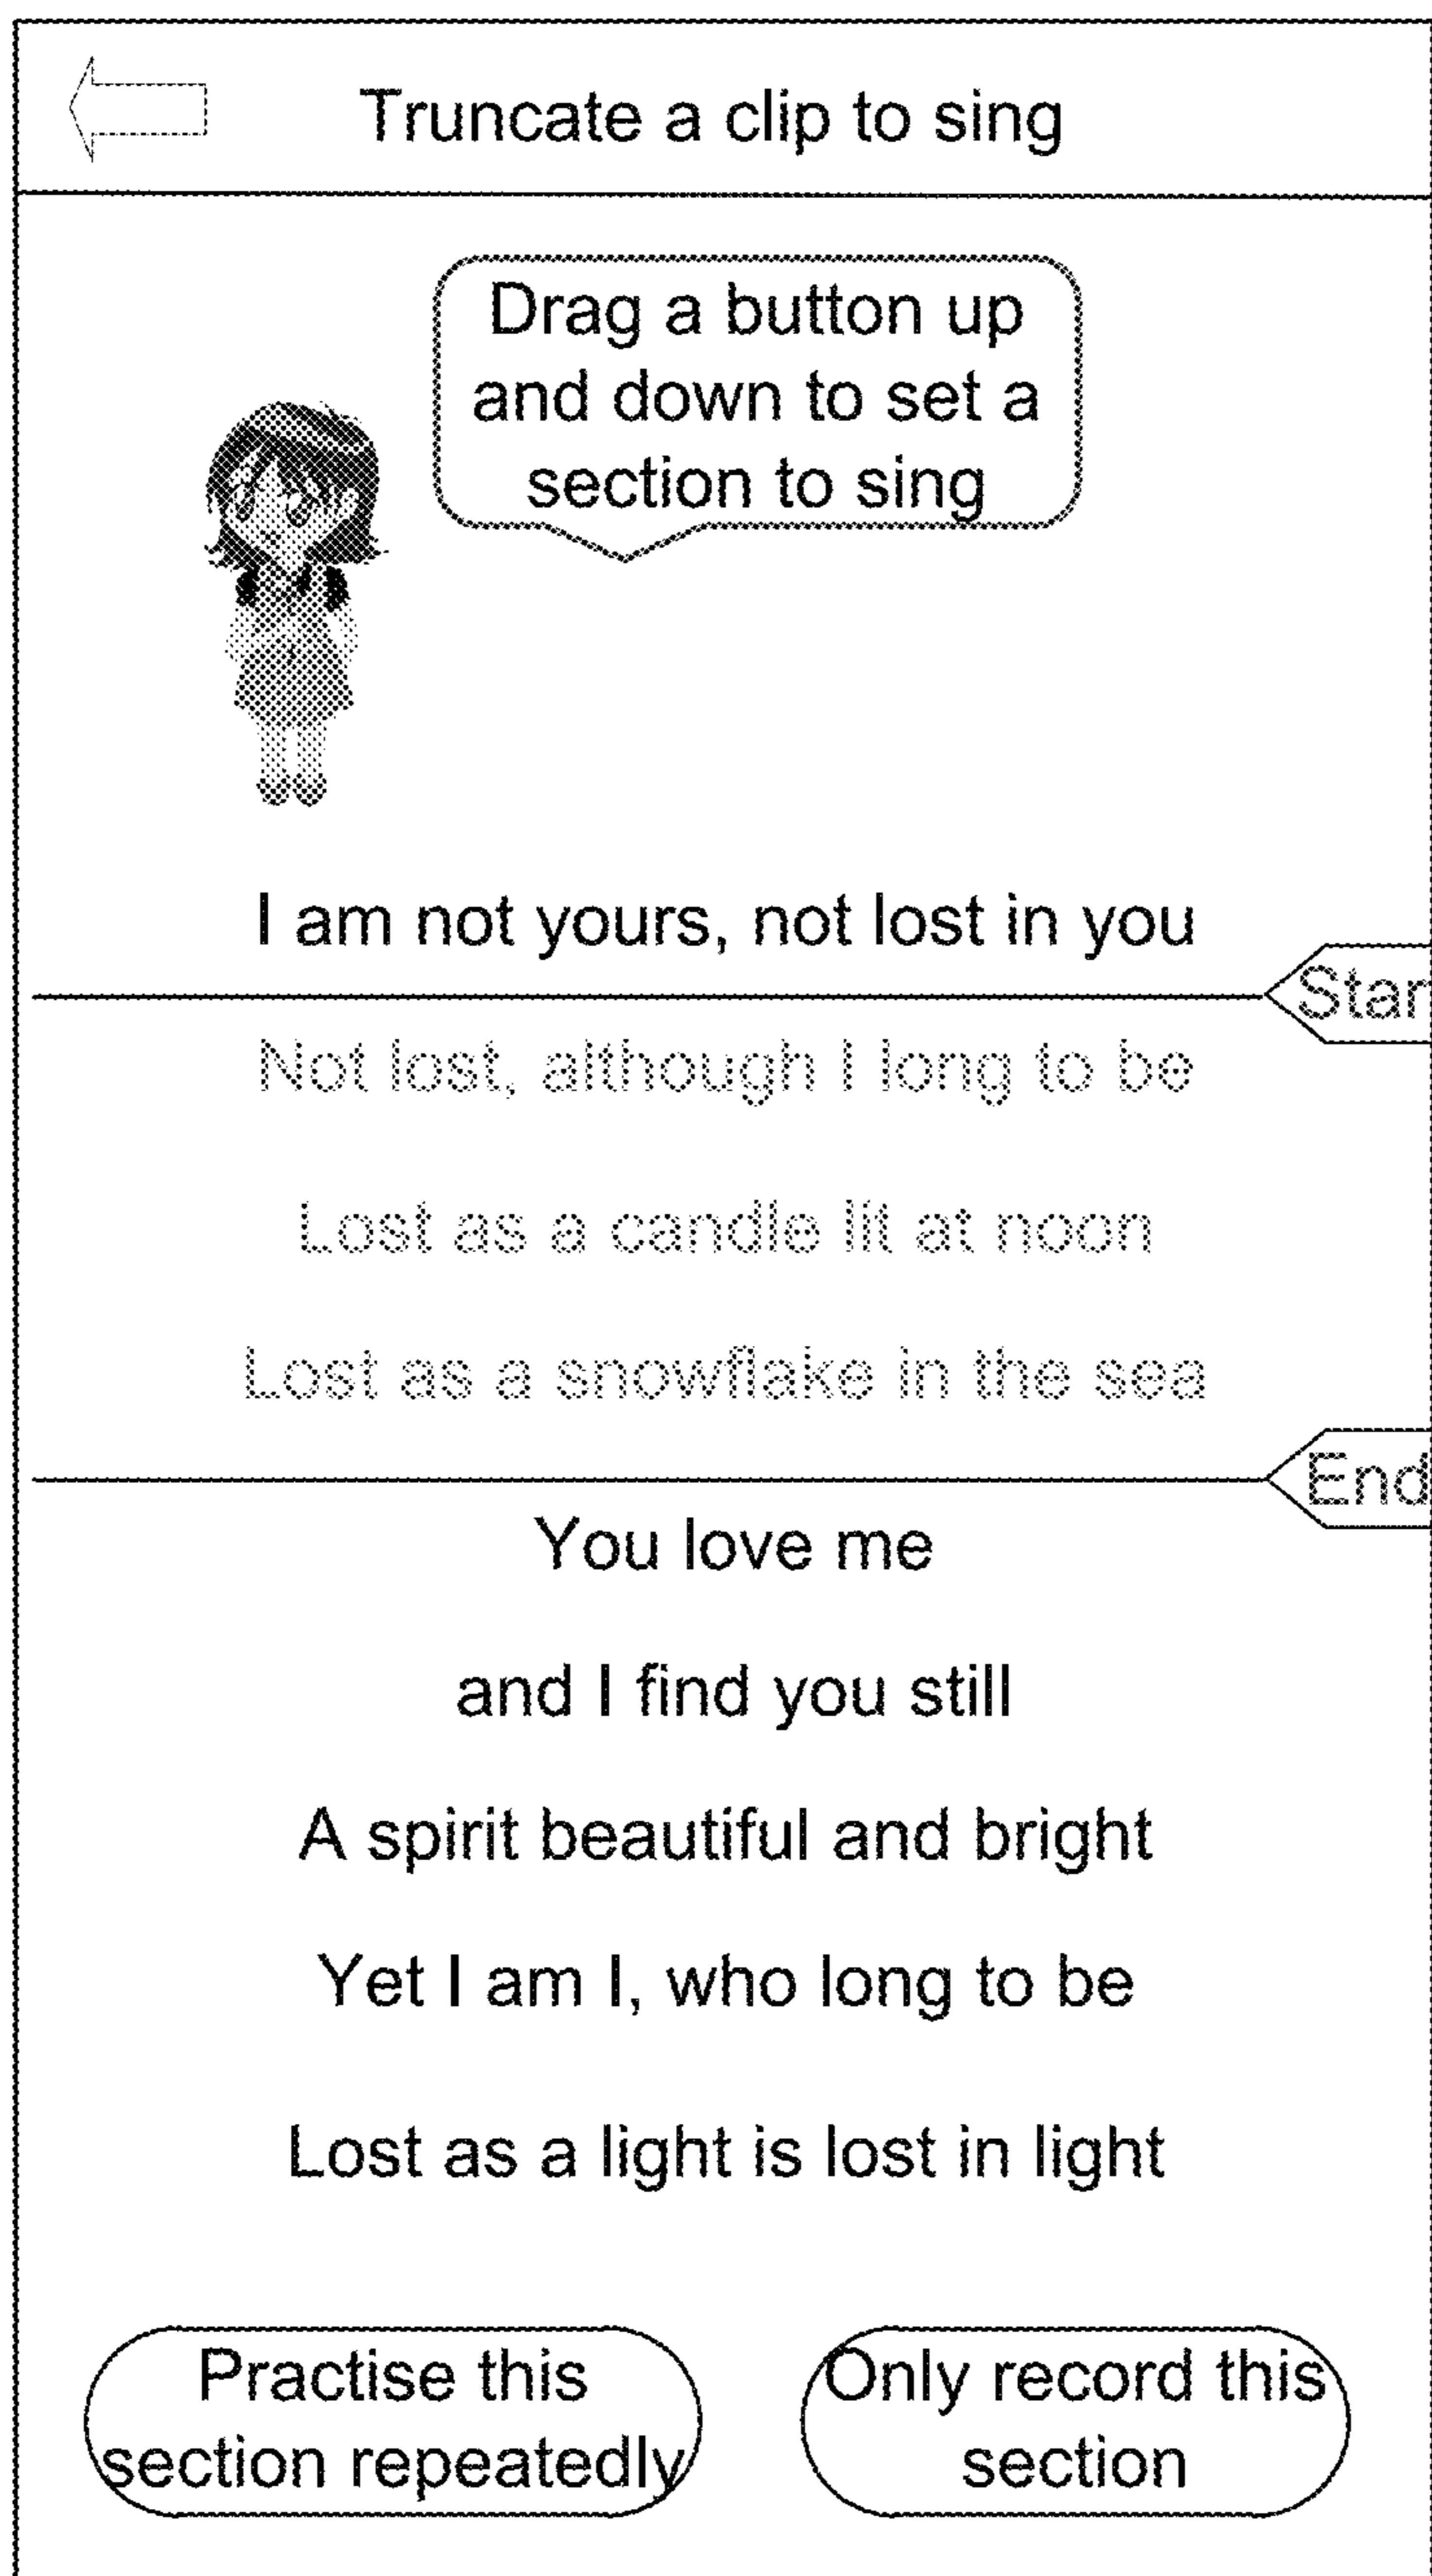 Truncate a clip to sing
Drag a button up
and down to set a
section to sing
I am not yours, not lost in you
Star
Not lost, although I long to be
Lost as a candle lit at noon
Lost as a snowflake in the sea
End
You love me
and I find you still
A spirit beautiful and bright
Yet I am I, who long to be
Lost as a light is lost in light
Practise this
section repeatedly
Only record this
section